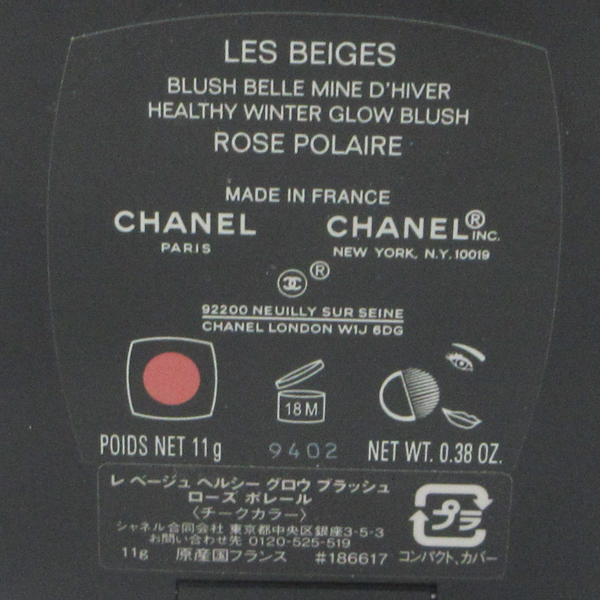 LES BEIGES
BLUSH BELLE MINE D'HIVER
HEALTHY WINTER GLOW BLUSH
ROSE POLAIRE
MADE IN FRANCE
CHANEL CHANEL® INC.
PARIS NEW YORK, N.Y. 10019
®
92200 NEUILLY SUR SEINE
CHANEL LONDON W1J 6DG
18 M
POIDS NET 11 g 9402 NET WT. 0.38 OZ.
レ ベージュ ヘルシー グロウ ブラッシュ
ローズ ポレール
〈チークカラー〉
シャネル合同会社 東京都中央区銀座3-5-3
お問い合わせ先 0120-525-519
11g 原産国フランス #186617
プラ
コンパクト、カバー